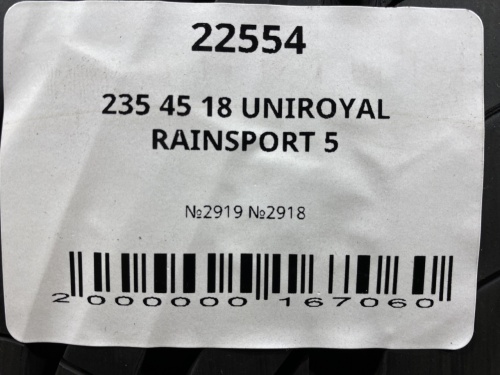 22554
235 45 18 UNIROYAL
RAINSPORT 5
№2919 №2918
2 000000 167060